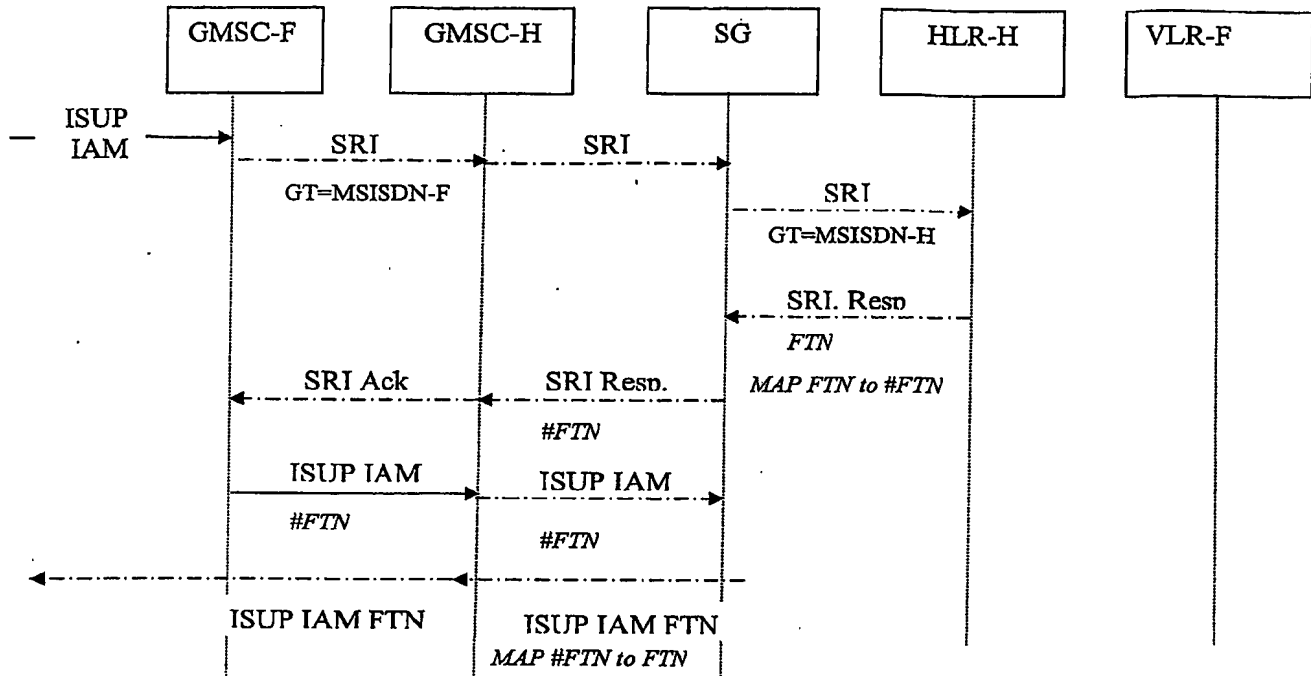 GMSC-F GMSC-H SG HLR-H VLR-F
ISUP
IAM
SRI SRI
GT=MSISDN-F
SRI
GT=MSISDN-H
SRI. Resp
FTN
SRI Ack SRI Resp. MAP FTN to #FTN
#FTN
ISUP IAM ISUP IAM
#FTN #FTN
ISUP IAM FTN ISUP IAM FTN
MAP #FTN to FTN